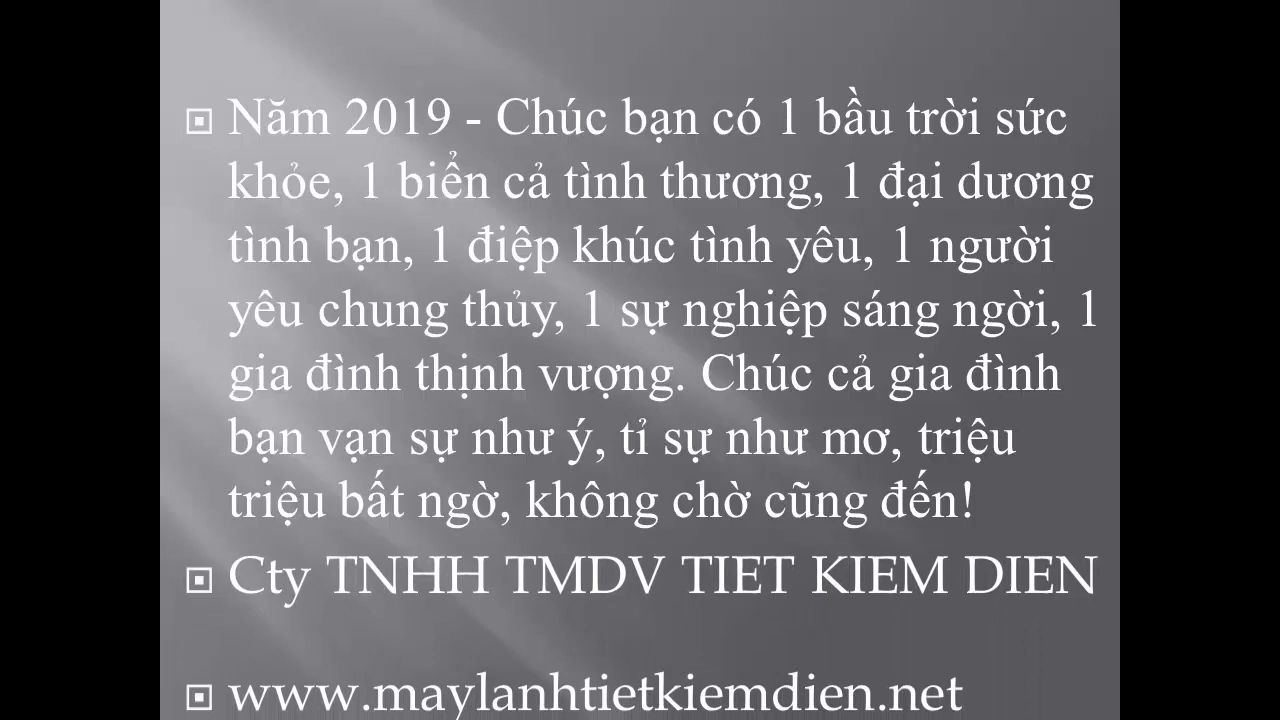 Năm 2019 - Chúc bạn có 1 bầu trời sức
khỏe, 1 biển cả tình thương, 1 đại dương
tình bạn, 1 điệp khúc tình yêu, 1 người
yêu chung thủy, 1 sự nghiệp sáng ngời, 1
gia đình thịnh vượng. Chúc cả gia đình
bạn vạn sự như ý, tỉ sự như mơ, triệu
triệu bất ngờ, không chờ cũng đến!
Cty TNHH TMDV TIET KIEM DIEN
www.maylanhtietkiemdien.net